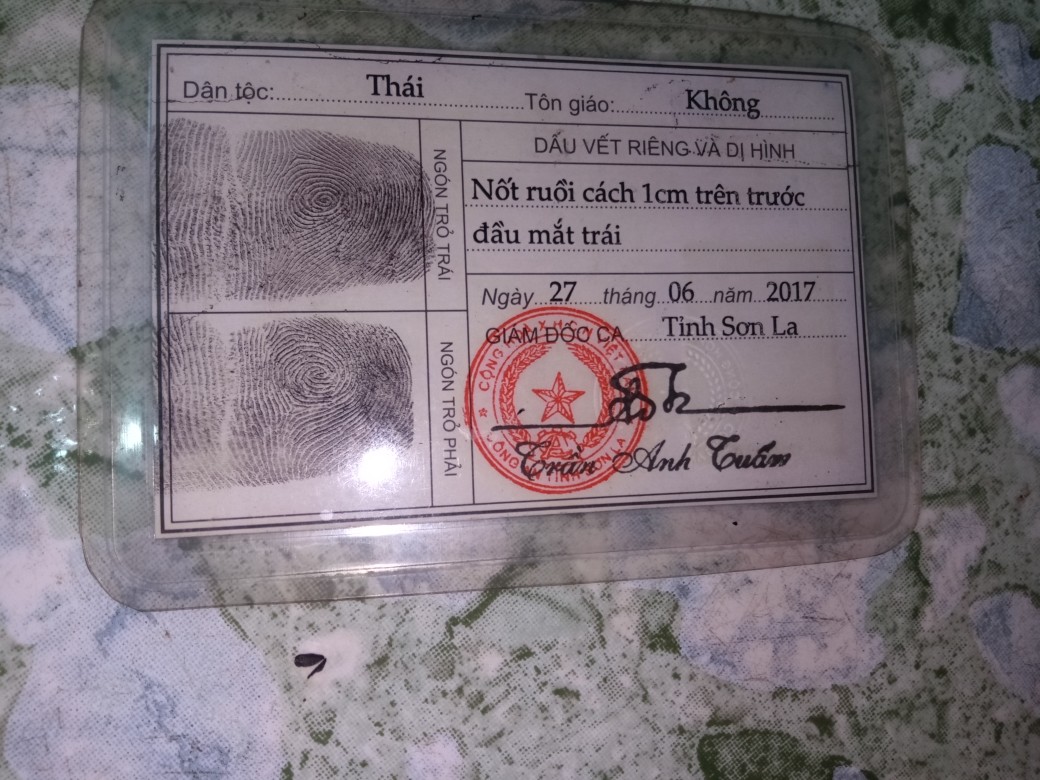 Dân tộc: Thái Tôn giáo: Không
NGÓN TRỎ TRÁI
DẤU VẾT RIÊNG VÀ DỊ HÌNH
Nốt ruồi cách 1cm trên trước
đầu mắt trái
NGÓN TRỎ PHẢI
Ngày 27 tháng 06 năm 2017
GIÁM ĐỐC CA Tỉnh Sơn La
Trần Anh Tuấn